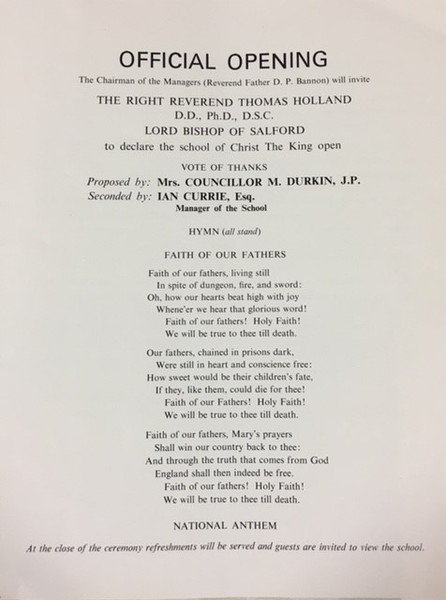 OFFICIAL OPENING
The Chairman of the Managers (Reverend Father D. P. Bannon) will invite
THE RIGHT REVEREND THOMAS HOLLAND
D.D., Ph.D., D.S.C.
LORD BISHOP OF SALFORD
to declare the school of Christ The King open
VOTE OF THANKS
Proposed by: Mrs. COUNCILLOR M. DURKIN, J.P.
Seconded by: IAN CURRIE, Esq.
Manager of the School
HYMN (all stand)
FAITH OF OUR FATHERS
Faith of our fathers, living still
In spite of dungeon, fire, and sword:
Oh, how our hearts beat high with joy
Whene'er we hear that glorious word!
Faith of our fathers! Holy Faith!
We will be true to thee till death.
Our fathers, chained in prisons dark,
Were still in heart and conscience free:
How sweet would be their children's fate,
If they, like them, could die for thee!
Faith of our Fathers! Holy Faith!
We will be true to thee till death.
Faith of our fathers, Mary's prayers
Shall win our country back to thee:
And through the truth that comes from God
England shall then indeed be free.
Faith of our fathers! Holy Faith!
We will be true to thee till death.
NATIONAL ANTHEM
At the close of the ceremony refreshments will be served and guests are invited to view the school.